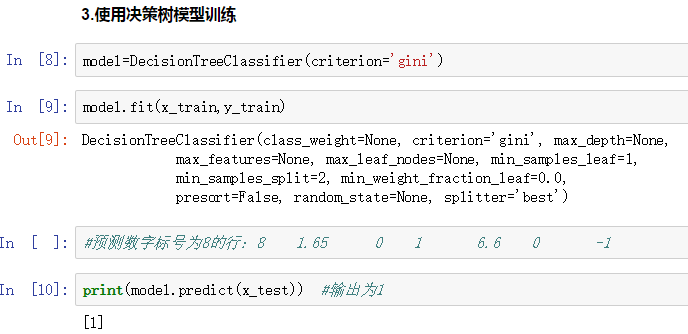 3.使用决策树模型训练
In [8]: model=DecisionTreeClassifier(criterion='gini')
In [9]: model.fit(x_train,y_train)
Out[9]: DecisionTreeClassifier(class_weight=None, criterion='gini', max_depth=None,
max_features=None, max_leaf_nodes=None, min_samples_leaf=1,
min_samples_split=2, min_weight_fraction_leaf=0.0,
presort=False, random_state=None, splitter='best')
In [ ]: #预测数字标号为8的行：8 1.65 0 1 6.6 0 -1
In [10]: print(model.predict(x_test)) #输出为1
[1]